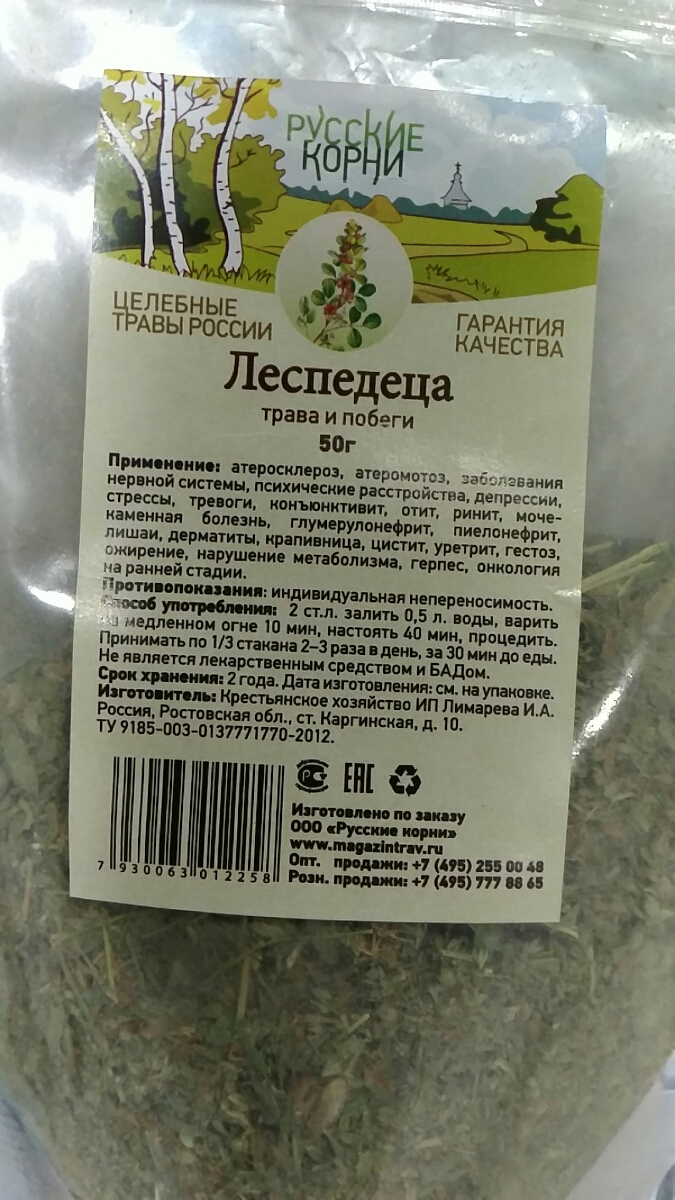 РУССКИЕ
КОРНИ
ЦЕЛЕБНЫЕ
ТРАВЫ РОССИИ
ГАРАНТИЯ
КАЧЕСТВА
Леспедеца
трава и побеги
50г
Применение: атеросклероз, атеромотоз, заболевания
нервной системы, психические расстройства, депрессии,
стрессы, тревоги, конъюнктивит, отит, ринит, моче-
каменная болезнь, глумерулонефрит, пиелонефрит,
лишаи, дерматиты, крапивница, цистит, уретрит, гестоз,
ожирение, нарушение метаболизма, герпес, онкология
на ранней стадии.
Противопоказания: индивидуальная непереносимость.
Способ употребления: 2 ст.л. залить 0,5 л. воды, варить
на медленном огне 10 мин, настоять 40 мин, процедить.
Принимать по 1/3 стакана 2–3 раза в день, за 30 мин до еды.
Не является лекарственным средством и БАДом.
Срок хранения: 2 года. Дата изготовления: см. на упаковке.
Изготовитель: Крестьянское хозяйство ИП Лимарева И.А.
Россия, Ростовская обл., ст. Каргинская, д. 10.
ТУ 9185-003-0137771770-2012.
РСТ EAC
Изготовлено по заказу
ООО «Русские корни»
www.magazintrav.ru
Опт. продажи: +7 (495) 255 00 48
Розн. продажи: +7 (495) 777 88 65
7 930063 012258